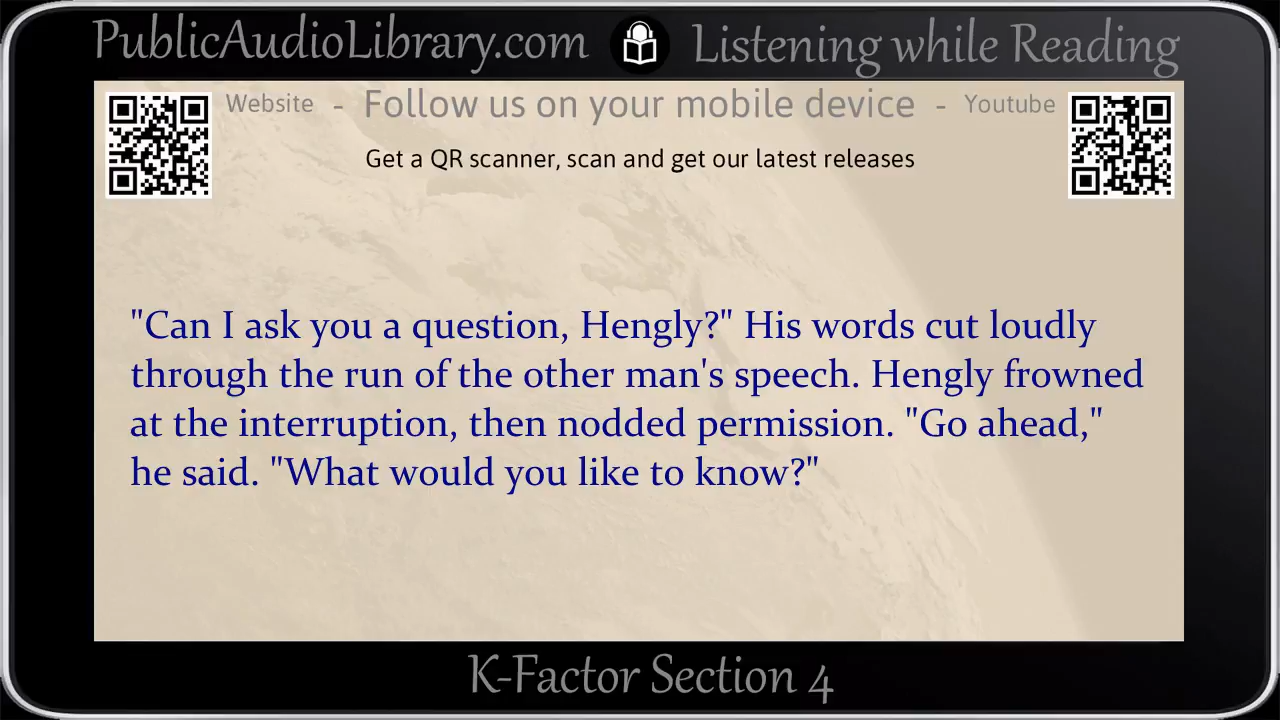 PublicAudioLibrary.com Listening while Reading
Website - Follow us on your mobile device - Youtube
Get a QR scanner, scan and get our latest releases
"Can I ask you a question, Hengly?" His words cut loudly
through the run of the other man's speech. Hengly frowned
at the interruption, then nodded permission. "Go ahead,"
he said. "What would you like to know?"
K-Factor Section 4